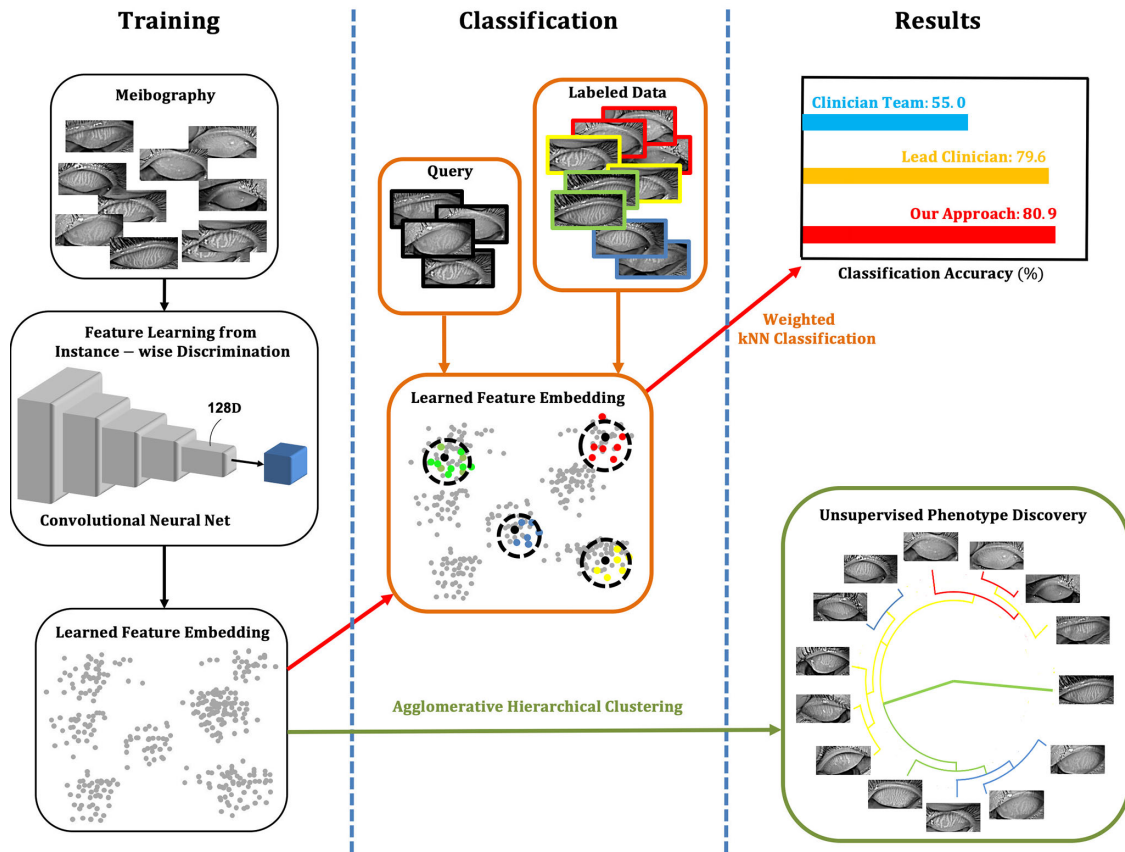 Training
Classification
Results
Meibography
Feature Learning from
Instance − wise Discrimination
128D
Convolutional Neural Net
Learned Feature Embedding
Query
Labeled Data
Learned Feature Embedding
Weighted
kNN Classification
Agglomerative Hierarchical Clustering
Clinician Team: 55.0
Lead Clinician: 79.6
Our Approach: 80.9
Classification Accuracy (%)
Unsupervised Phenotype Discovery